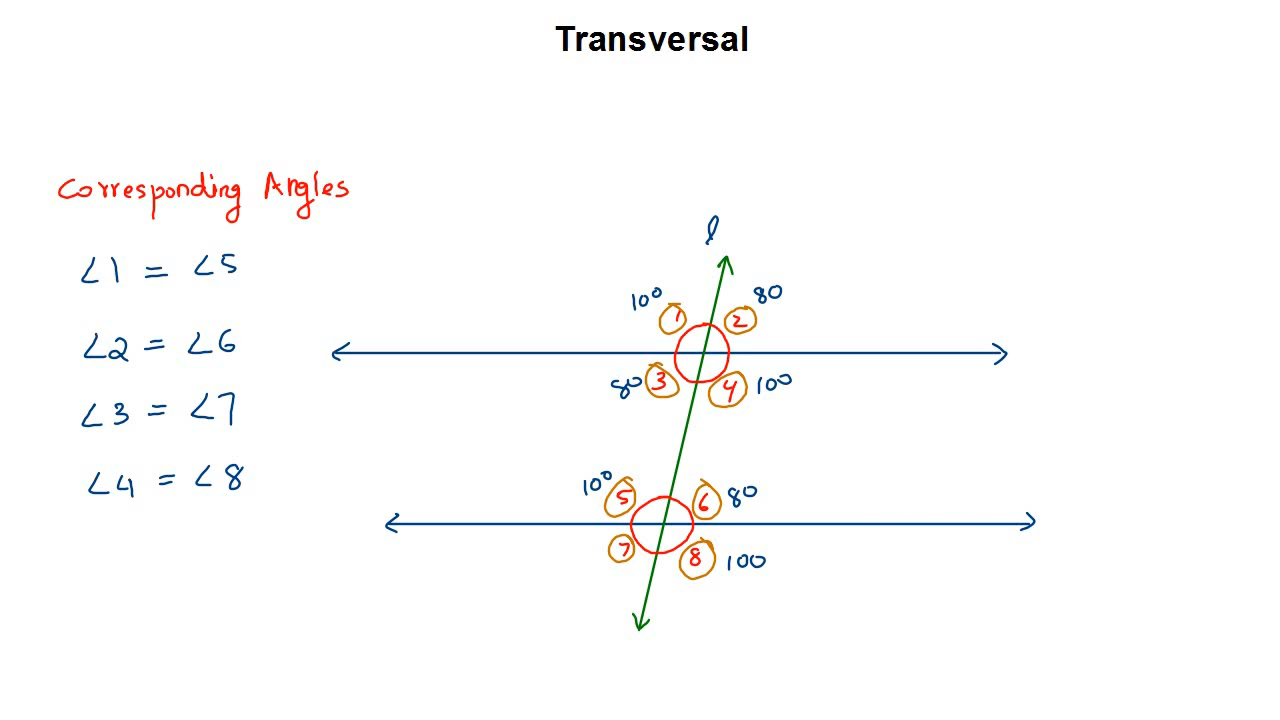 Transversal
Corresponding Angles
∠1 = ∠5
∠2 = ∠6
∠3 = ∠7
∠4 = ∠8
l
100 1 2 80
80 3 4 100
100 5 6 80
7 8 100